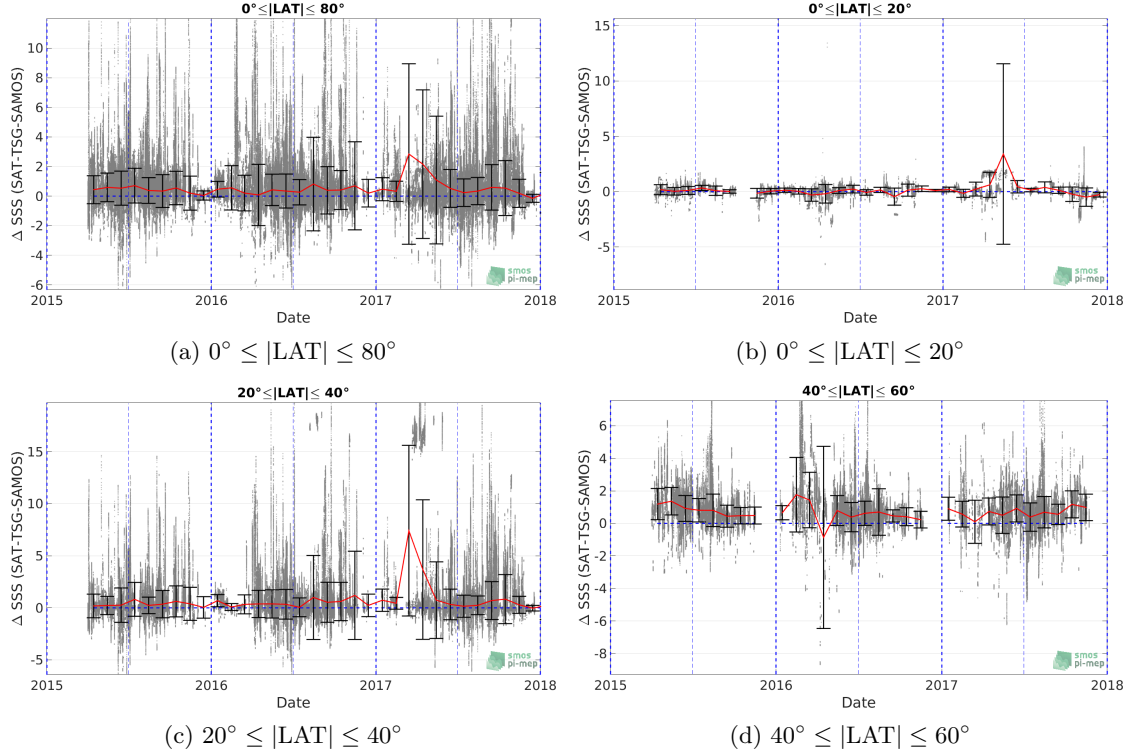 0°≤|LAT|≤ 80°
Δ SSS (SAT-TSG-SAMOS)
12
10
8
6
4
2
0
-2
-4
-6
2015
2016
2017
2018
Date
smos
pi-mep
(a) 0° ≤ |LAT| ≤ 80°
0°≤|LAT|≤ 20°
Δ SSS (SAT-TSG-SAMOS)
15
10
5
0
-5
2015
2016
2017
2018
Date
smos
pi-mep
(b) 0° ≤ |LAT| ≤ 20°
20°≤|LAT|≤ 40°
Δ SSS (SAT-TSG-SAMOS)
15
10
5
0
-5
2015
2016
2017
2018
Date
smos
pi-mep
(c) 20° ≤ |LAT| ≤ 40°
40°≤|LAT|≤ 60°
Δ SSS (SAT-TSG-SAMOS)
6
4
2
0
-2
-4
-6
-8
2015
2016
2017
2018
Date
smos
pi-mep
(d) 40° ≤ |LAT| ≤ 60°